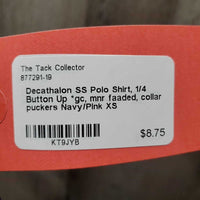 The Tack Collector
877291-19
Decathalon SS Polo Shirt, 1/4
Button Up *gc, mnr faaded, collar
puckers Navy/Pink XS
$8.75
KT9JYB